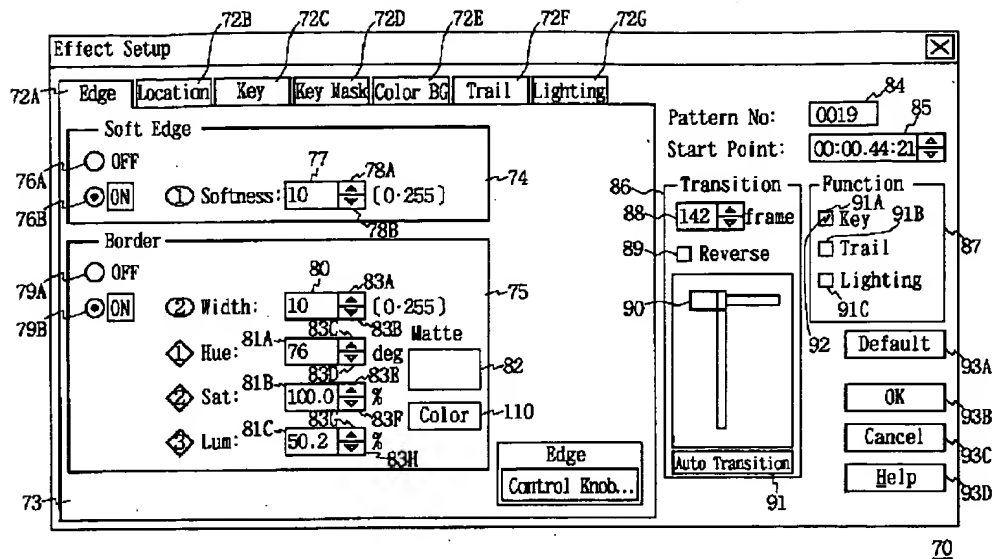 72B 72C 72D 72E 72F 72G
Effect Setup
72A Edge Location Key Key Mask Color BG Trail Lighting
84
Pattern No: 0019
85
Start Point: 00:00.44:21
Soft Edge
76A OFF
77 78A
76B ON 1 Softness: 10 (0·255) 74
78B
Border
79A OFF
80 83A
79B ON 2 Width: 10 (0·255) 75
83C 83B Matte
81A 1 Hue: 76 deg
83D 83E 82
81B 2 Sat: 100.0 %
83F Color 110
81C 3 Lum: 50.2 %
83H
Edge
Control Knob...
73
86 Transition
88 142 frame
89 Reverse
90
Auto Transition
91
Function
91A
Key 91B
Trail 87
Lighting
91C
92
Default 93A
OK 93B
Cancel 93C
Help 93D
70